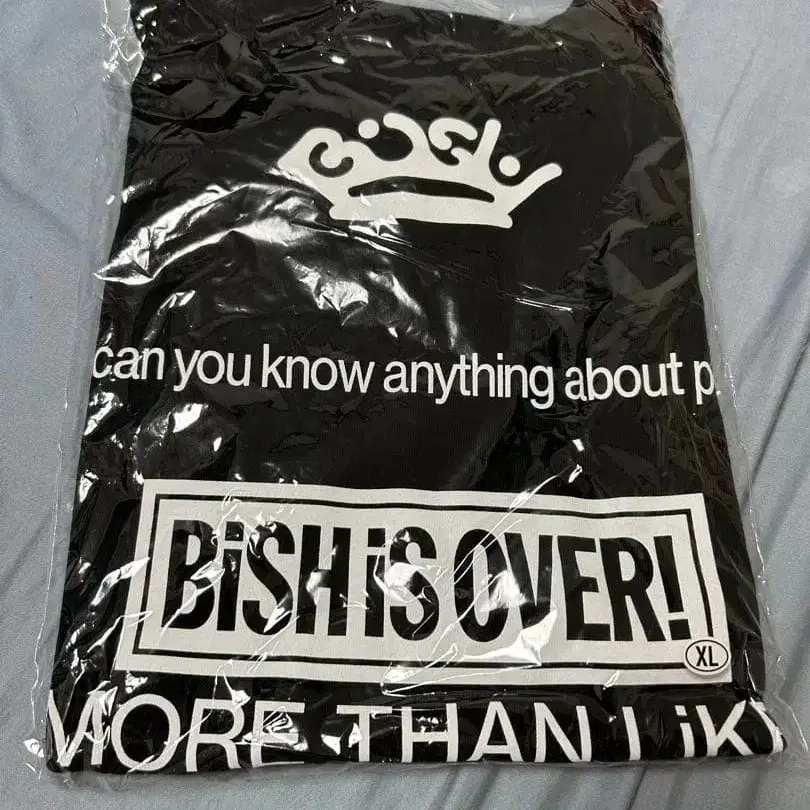 BiSH
can you know anything about p
BiSH iS OVER!
XL
MORE THAN LiK